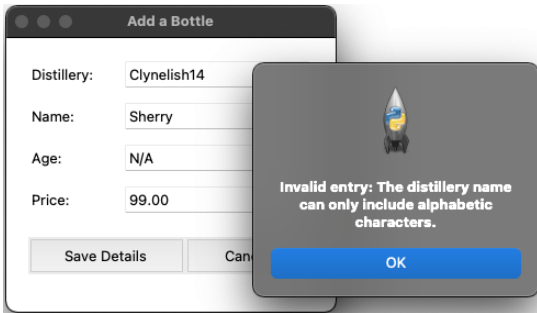 Add a Bottle
Distillery: Clynelish14
Name: Sherry
Age: N/A
Price: 99.00
Save Details Canc
Invalid entry: The distillery name
can only include alphabetic
characters.
OK